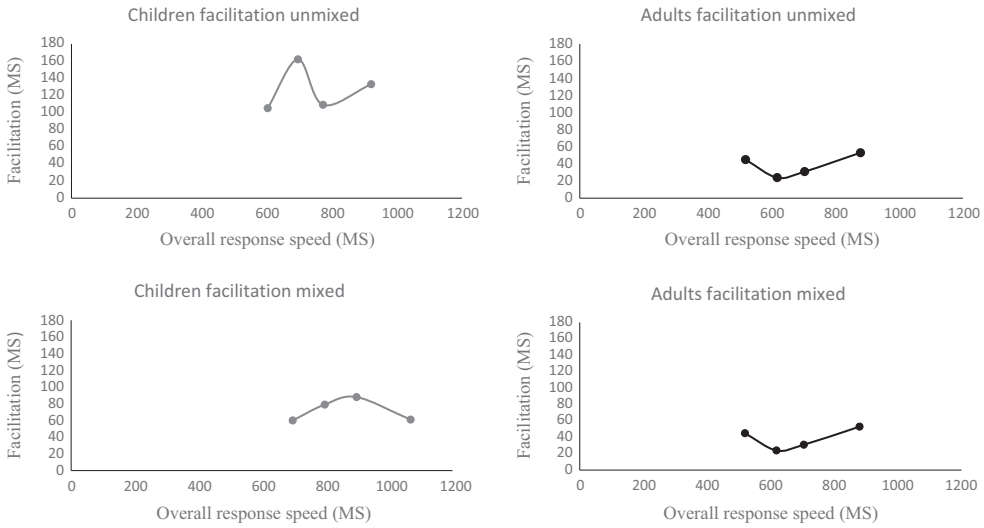 Children facilitation unmixed
180
160
140
120
100
80
60
40
20
0
Facilitation (MS)
0 200 400 600 800 1000 1200
Overall response speed (MS)
Adults facilitation unmixed
180
160
140
120
100
80
60
40
20
0
Facilitation (MS)
0 200 400 600 800 1000 1200
Overall response speed (MS)
Children facilitation mixed
180
160
140
120
100
80
60
40
20
0
Facilitation (MS)
0 200 400 600 800 1000 1200
Overall response speed (MS)
Adults facilitation mixed
180
160
140
120
100
80
60
40
20
0
Facilitation (MS)
0 200 400 600 800 1000 1200
Overall response speed (MS)